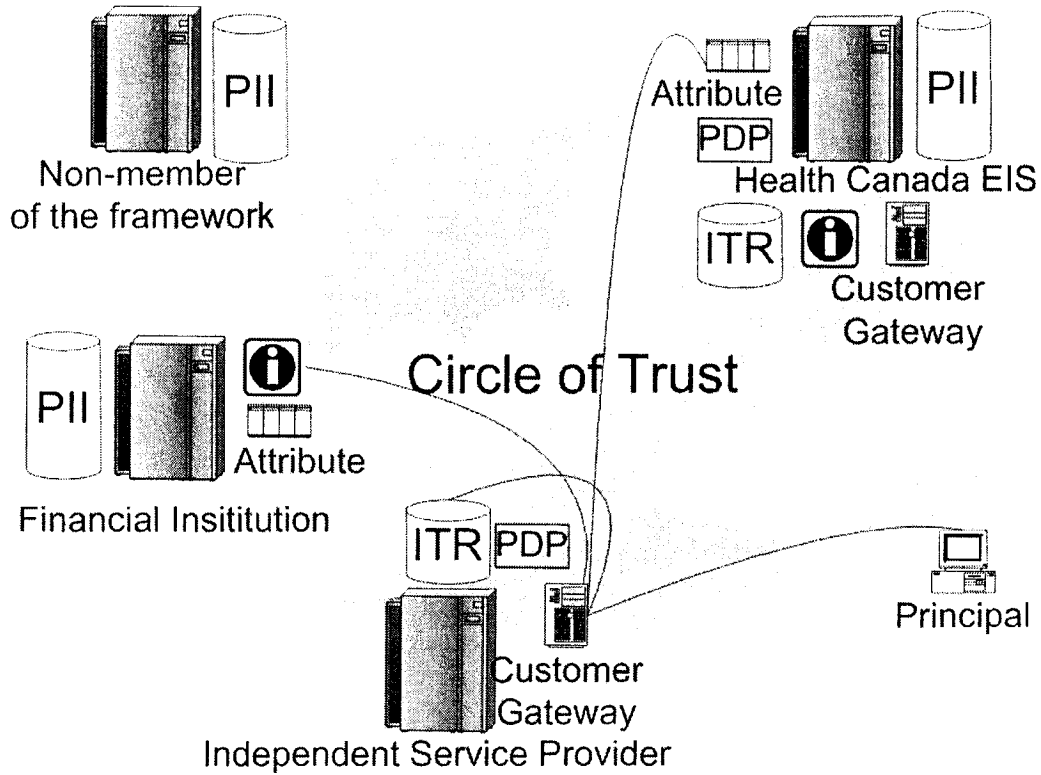 PII
Non-member
of the framework
Attribute
PDP
PII
Health Canada EIS
ITR
Customer
Gateway
Circle of Trust
PII
Attribute
Financial Insititution
ITR
PDP
Customer
Gateway
Independent Service Provider
Principal